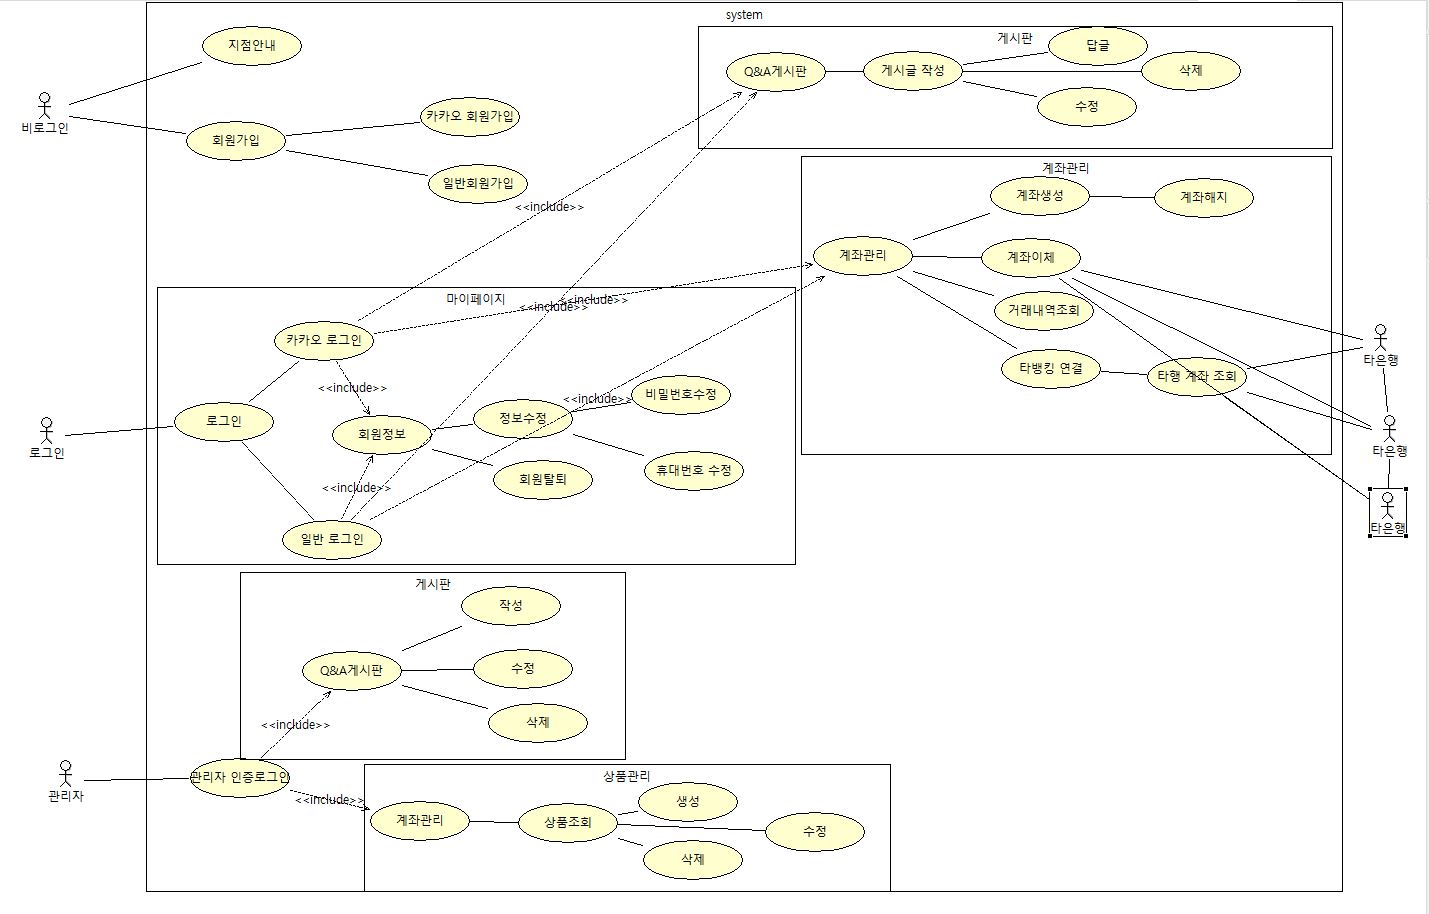 system
지점안내
게시판
답글
Q&A게시판
게시글 작성
삭제
수정
비로그인
카카오 회원가입
회원가입
일반회원가입
<<include>>
계좌관리
계좌생성
계좌해지
계좌관리
계좌이체
거래내역조회
타뱅킹 연결
타행 계좌 조회
타은행
타은행
타은행
마이페이지
<<include>>
<<include>>
카카오 로그인
<<include>>
로그인
로그인
회원정보
정보수정
<<include>>
비밀번호수정
휴대번호 수정
회원탈퇴
<<include>>
일반 로그인
게시판
작성
Q&A게시판
수정
삭제
<<include>>
관리자
관리자 인증로그인
<<include>>
상품관리
계좌관리
상품조회
생성
수정
삭제